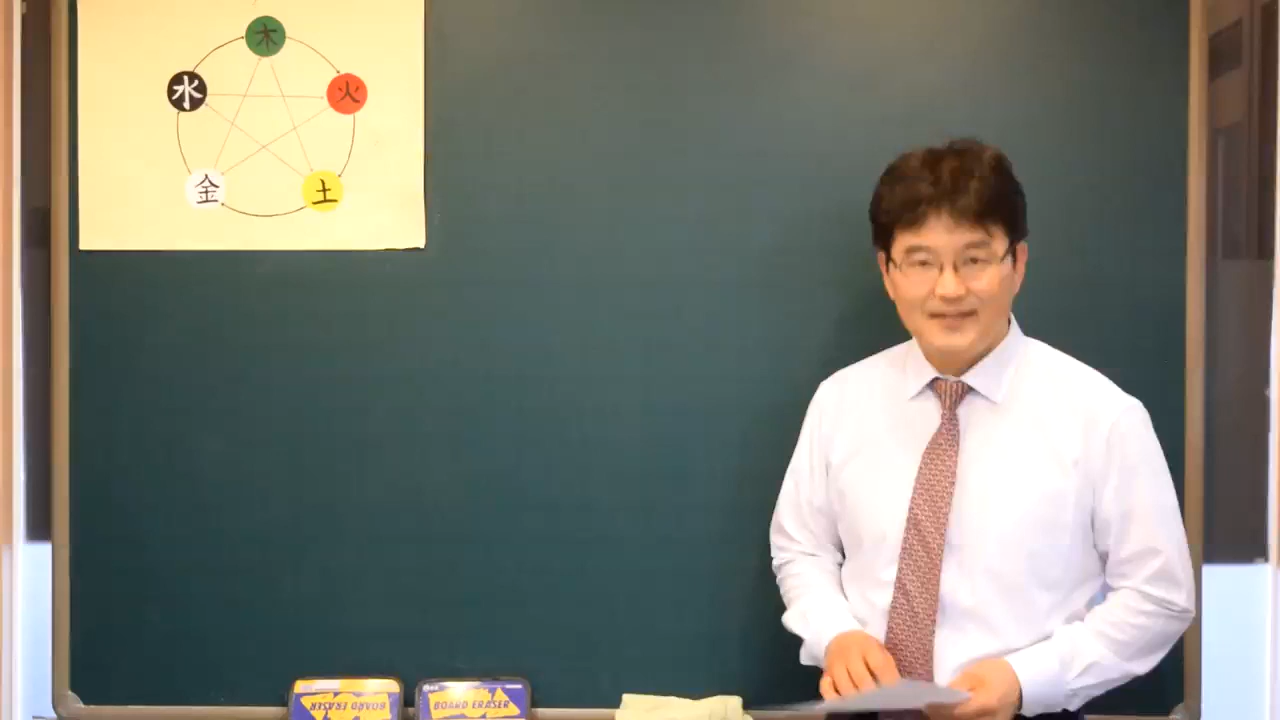 木
水 火
金 土
BOARD ERASER
BOARD ERASER